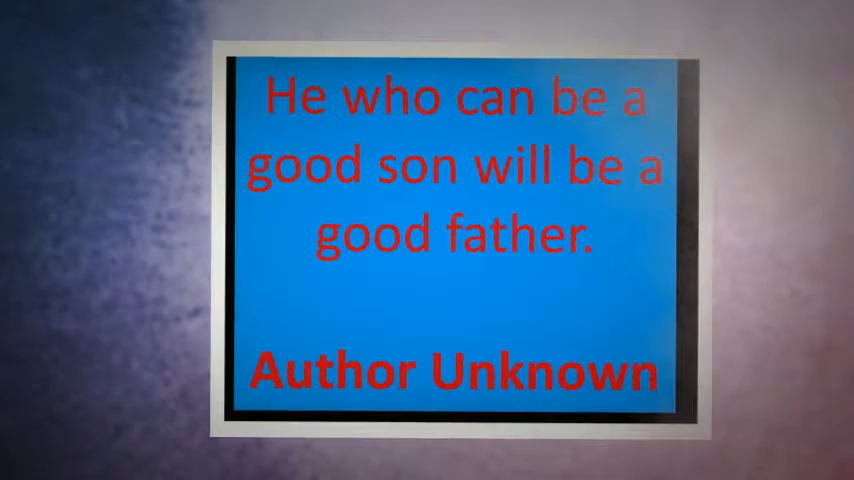 He who can be a
good son will be a
good father.
Author Unknown